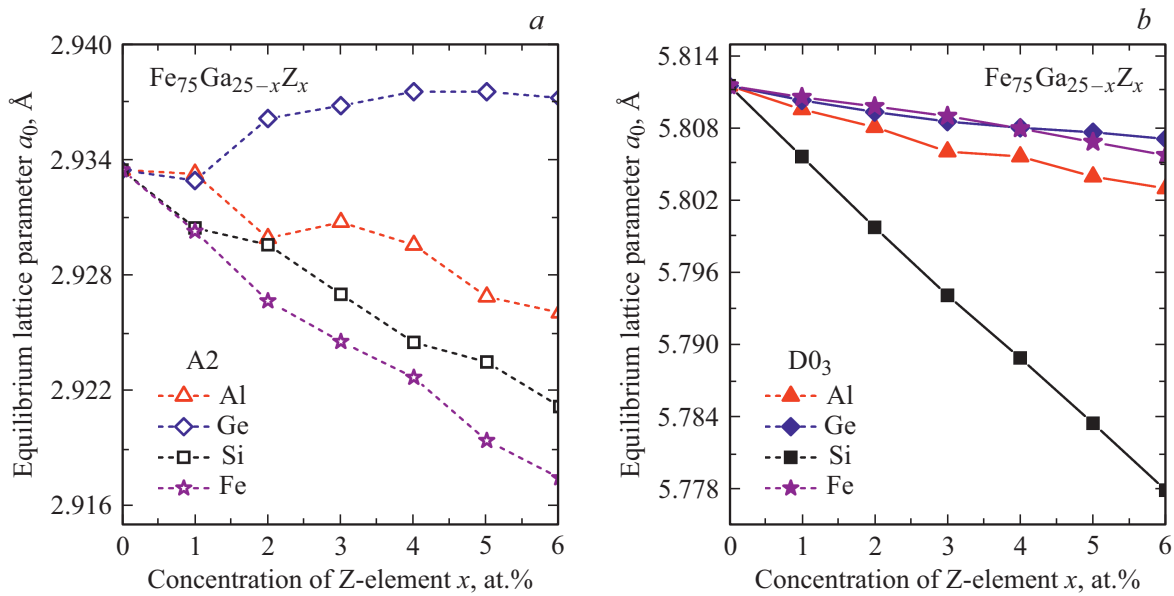 a
Equilibrium lattice parameter a₀, Å
2.940
2.934
2.928
2.922
2.916
Fe₇₅Ga₂₅₋ₓZₓ
A2
Al
Ge
Si
Fe
0 1 2 3 4 5 6
Concentration of Z-element x, at.%
b
Equilibrium lattice parameter a₀, Å
5.814
5.808
5.802
5.796
5.790
5.784
5.778
Fe₇₅Ga₂₅₋ₓZₓ
D0₃
Al
Ge
Si
Fe
0 1 2 3 4 5 6
Concentration of Z-element x, at.%